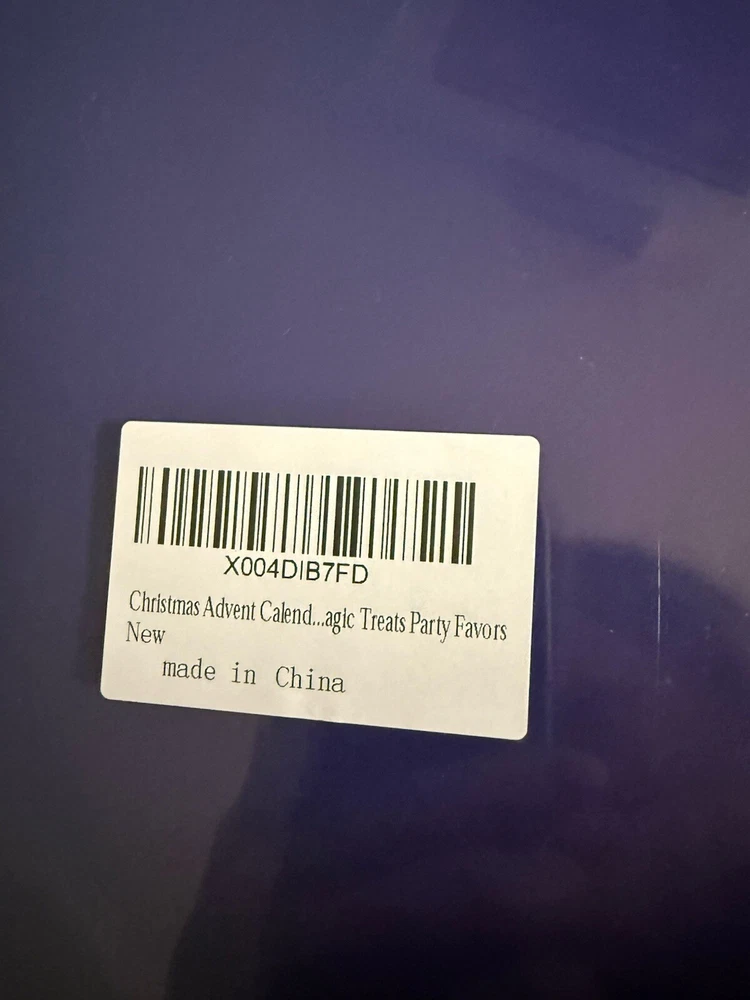 X004DIB7FD
Christmas Advent Calend...agic Treats Party Favors
New
made in China